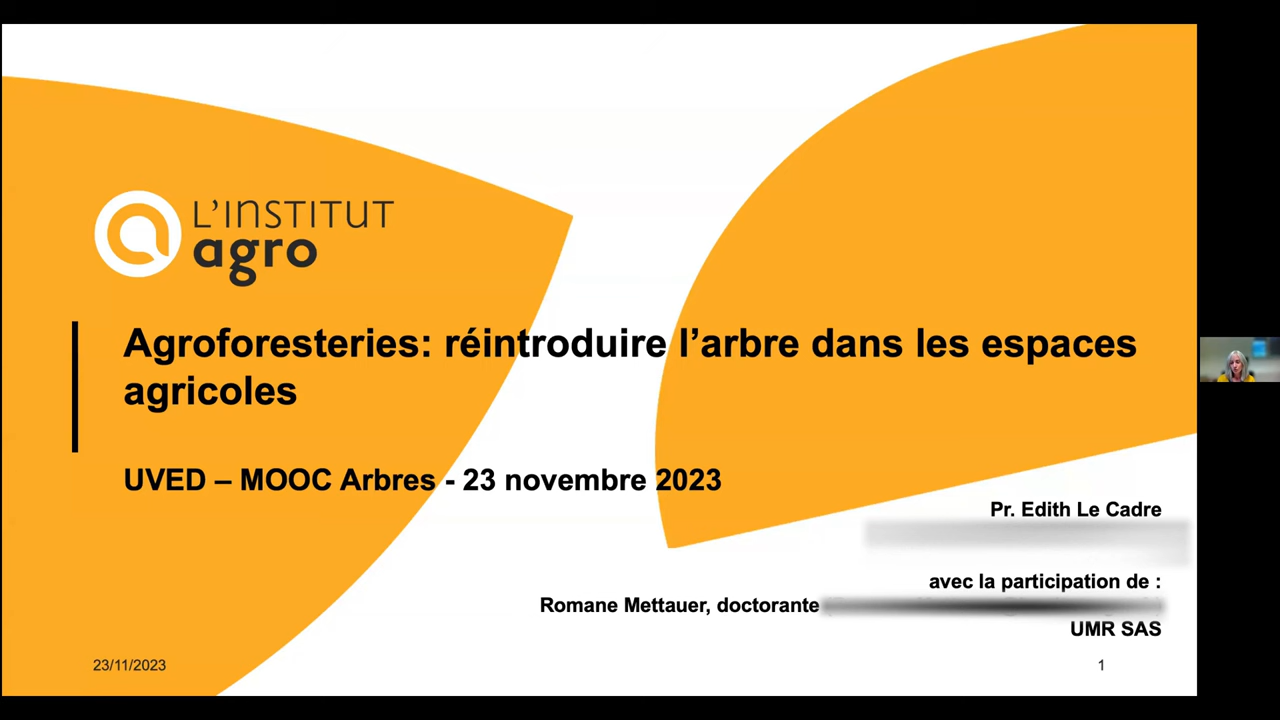 L'INSTITUT
agro
Agroforesteries: réintroduire l’arbre dans les espaces
agricoles
UVED – MOOC Arbres - 23 novembre 2023
Pr. Edith Le Cadre
avec la participation de :
Romane Mettauer, doctorante
UMR SAS
23/11/2023
1